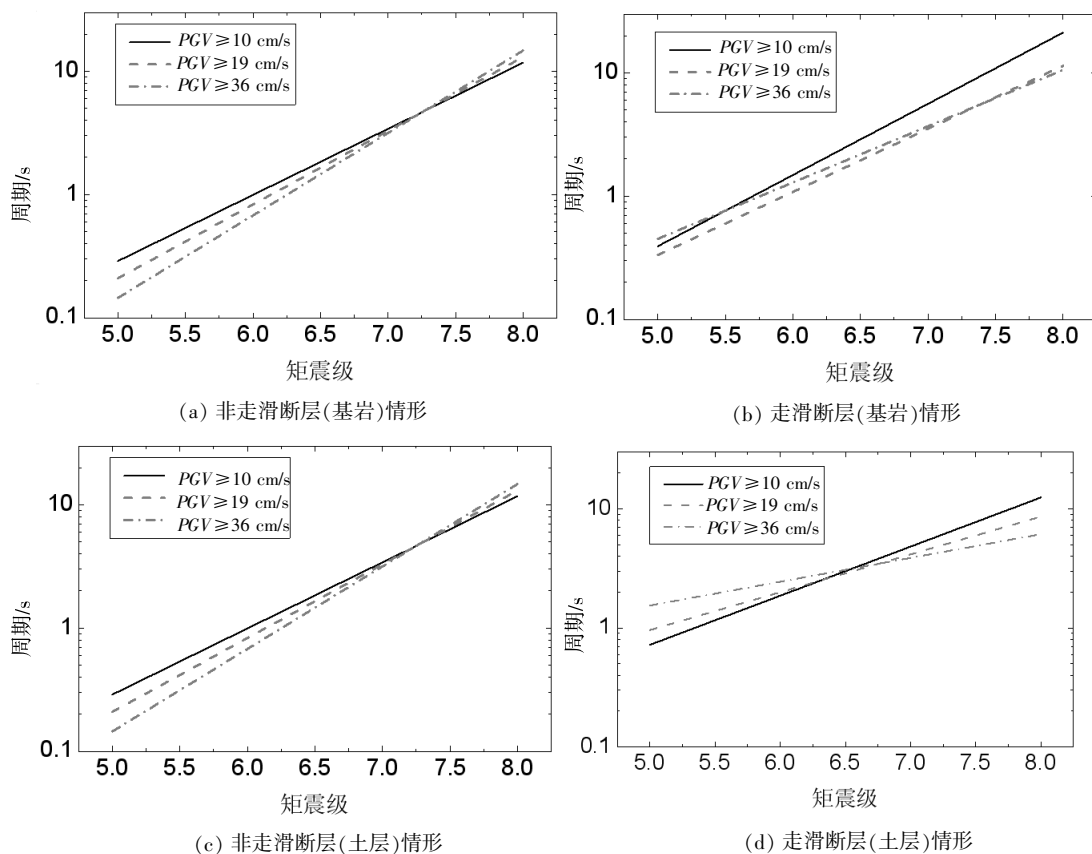 PGV≥10 cm/s
PGV≥19 cm/s
PGV≥36 cm/s
10
1
0.1
周期/s
5.0 5.5 6.0 6.5 7.0 7.5 8.0
矩震级
(a) 非走滑断层(基岩)情形
PGV≥10 cm/s
PGV≥19 cm/s
PGV≥36 cm/s
10
1
0.1
周期/s
5.0 5.5 6.0 6.5 7.0 7.5 8.0
矩震级
(b) 走滑断层(基岩)情形
PGV≥10 cm/s
PGV≥19 cm/s
PGV≥36 cm/s
10
1
0.1
周期/s
5.0 5.5 6.0 6.5 7.0 7.5 8.0
矩震级
(c) 非走滑断层(土层)情形
PGV≥10 cm/s
PGV≥19 cm/s
PGV≥36 cm/s
10
1
0.1
周期/s
5.0 5.5 6.0 6.5 7.0 7.5 8.0
矩震级
(d) 走滑断层(土层)情形